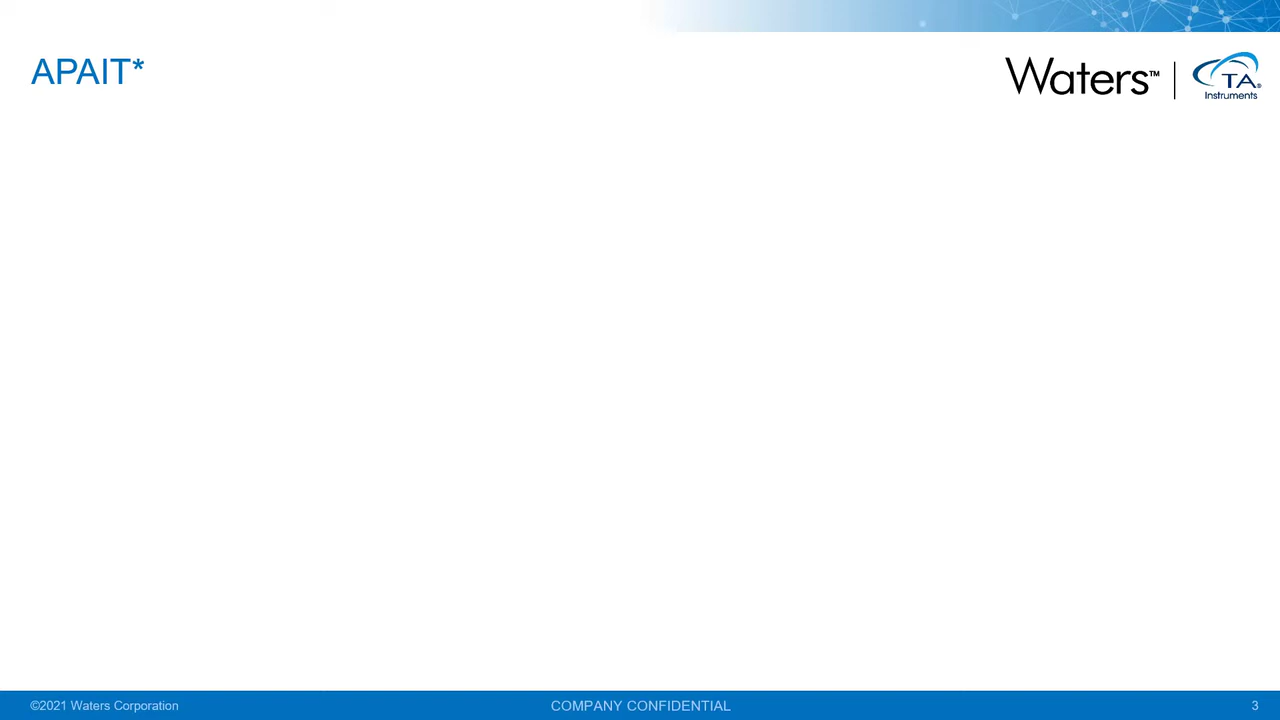 APAIT*
Waters™
TA®
Instruments
©2021 Waters Corporation
COMPANY CONFIDENTIAL
3